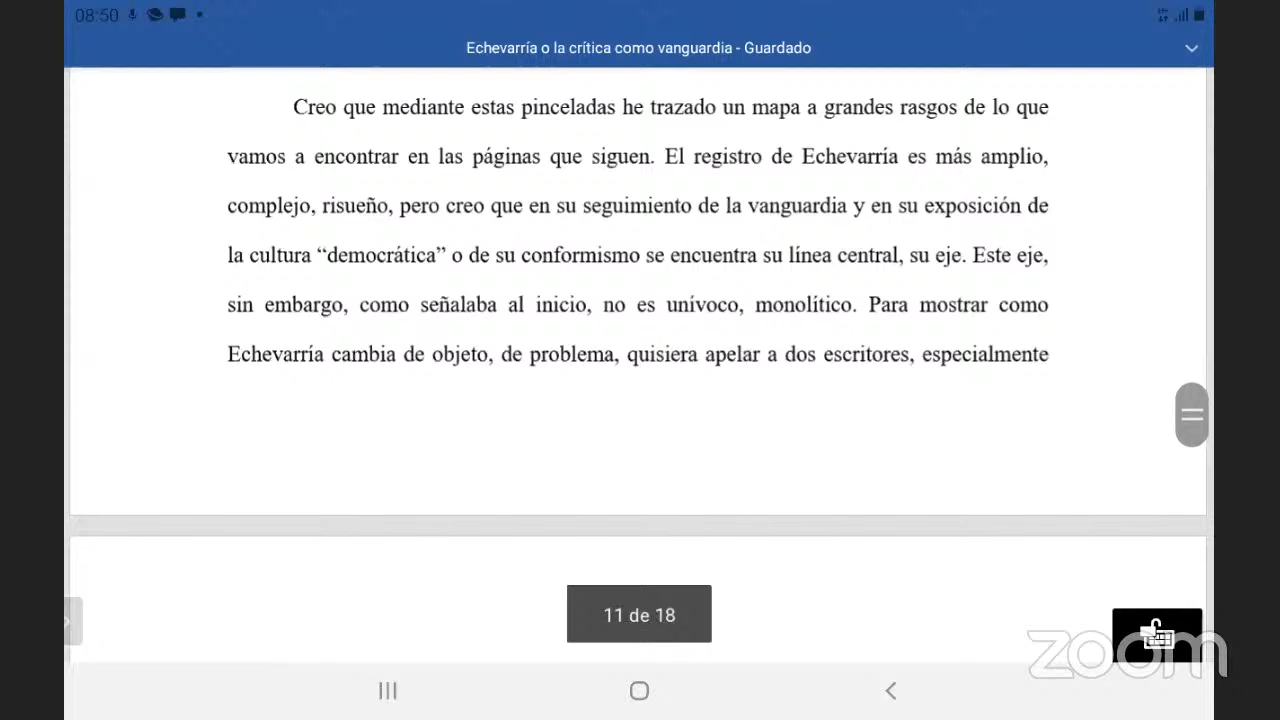 08:50
Echevarría o la crítica como vanguardia - Guardado
Creo que mediante estas pinceladas he trazado un mapa a grandes rasgos de lo que
vamos a encontrar en las páginas que siguen. El registro de Echevarría es más amplio,
complejo, risueño, pero creo que en su seguimiento de la vanguardia y en su exposición de
la cultura “democrática” o de su conformismo se encuentra su línea central, su eje. Este eje,
sin embargo, como señalaba al inicio, no es unívoco, monolítico. Para mostrar como
Echevarría cambia de objeto, de problema, quisiera apelar a dos escritores, especialmente
11 de 18
zoom